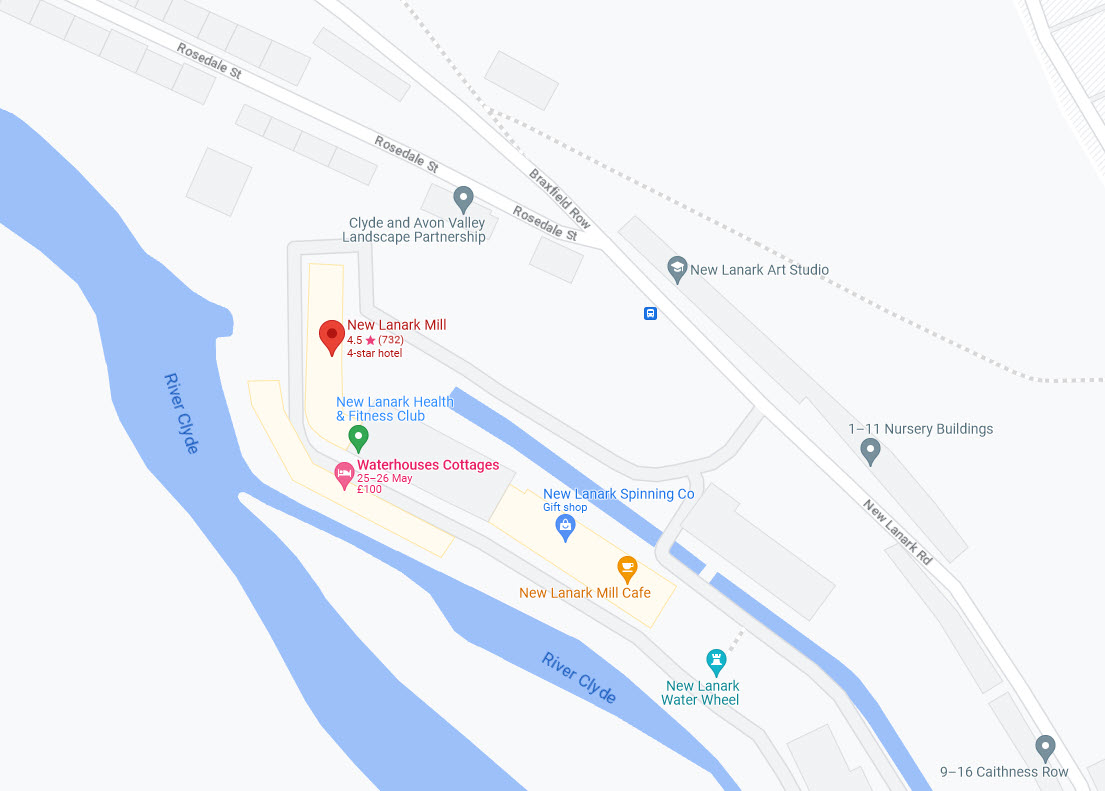 Rosedale St
Rosedale St
Braxfield Row
Rosedale St
Clyde and Avon Valley
Landscape Partnership
New Lanark Art Studio
New Lanark Mill
4.5 ★ (732)
4-star hotel
River Clyde
New Lanark Health
& Fitness Club
1–11 Nursery Buildings
Waterhouses Cottages
25–26 May
£100
New Lanark Spinning Co
Gift shop
New Lanark Rd
New Lanark Mill Cafe
River Clyde
New Lanark
Water Wheel
9–16 Caithness Row